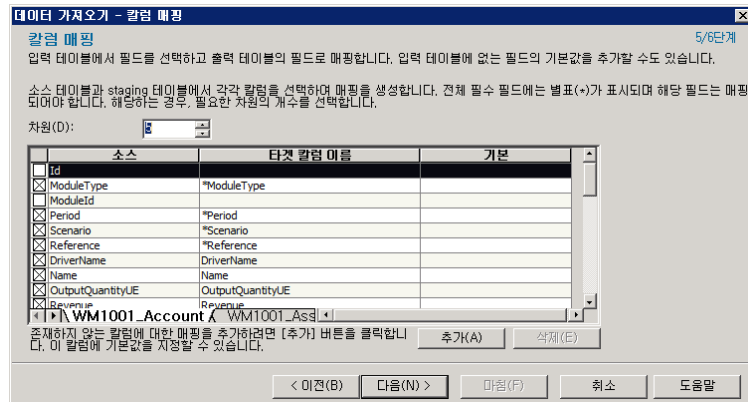 데이터 가져오기 - 칼럼 매핑
칼럼 매핑
5/6단계
입력 테이블에서 필드를 선택하고 출력 테이블의 필드로 매핑합니다. 입력 테이블에 없는 필드의 기본값을 추가할 수도 있습니다.
소스 테이블과 staging 테이블에서 각각 칼럼을 선택하여 매핑을 생성합니다. 전체 필수 필드에는 별표(*)가 표시되며 해당 필드는 매핑
되어야 합니다. 해당하는 경우, 필요한 차원의 개수를 선택합니다.
차원(D): 5
소스 타겟 칼럼 이름 기본
Id
ModuleType *ModuleType
ModuleId
Period *Period
Scenario *Scenario
Reference *Reference
DriverName DriverName
Name Name
OutputQuantityUE OutputQuantityUE
Revenue Revenue
WM1001_Account WM1001_Ass
존재하지 않는 칼럼에 대한 매핑을 추가하려면 [추가] 버튼을 클릭합니
다. 이 칼럼에 기본값을 지정할 수 있습니다.
추가(A) 삭제(E)
< 이전(B) 다음(N) > 마침(F) 취소 도움말